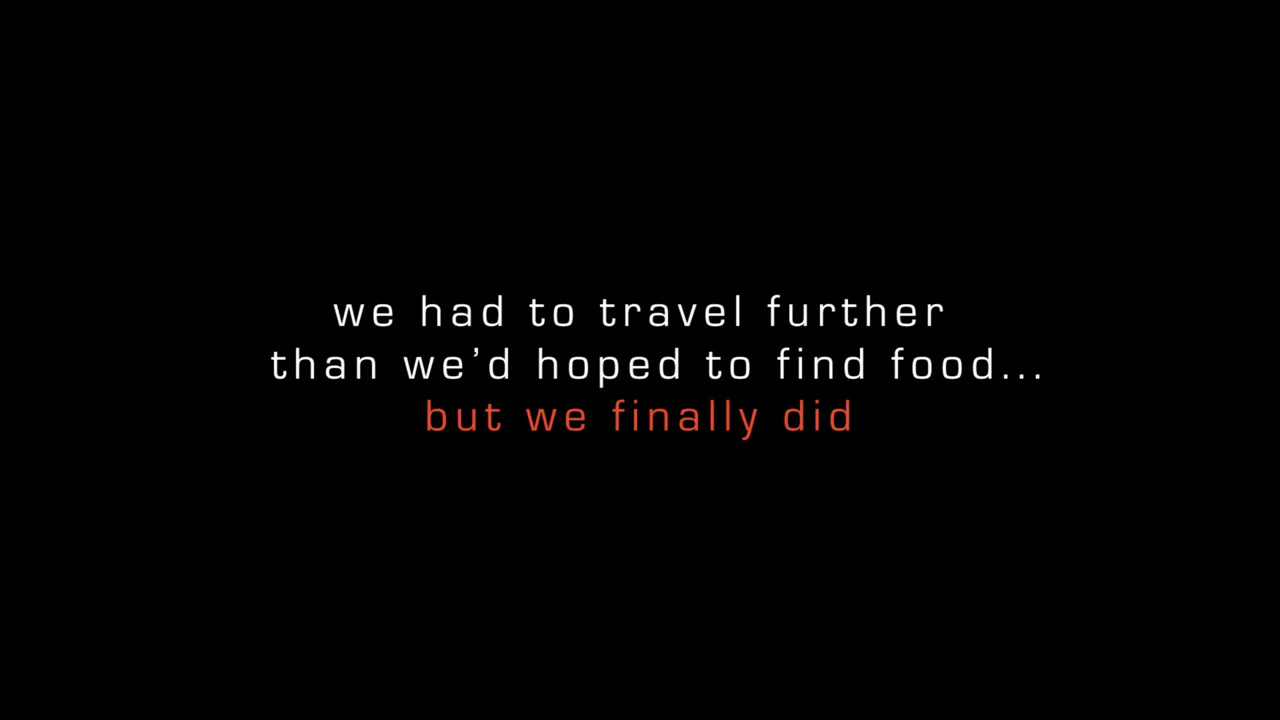 we had to travel further
than we’d hoped to find food...
but we finally did